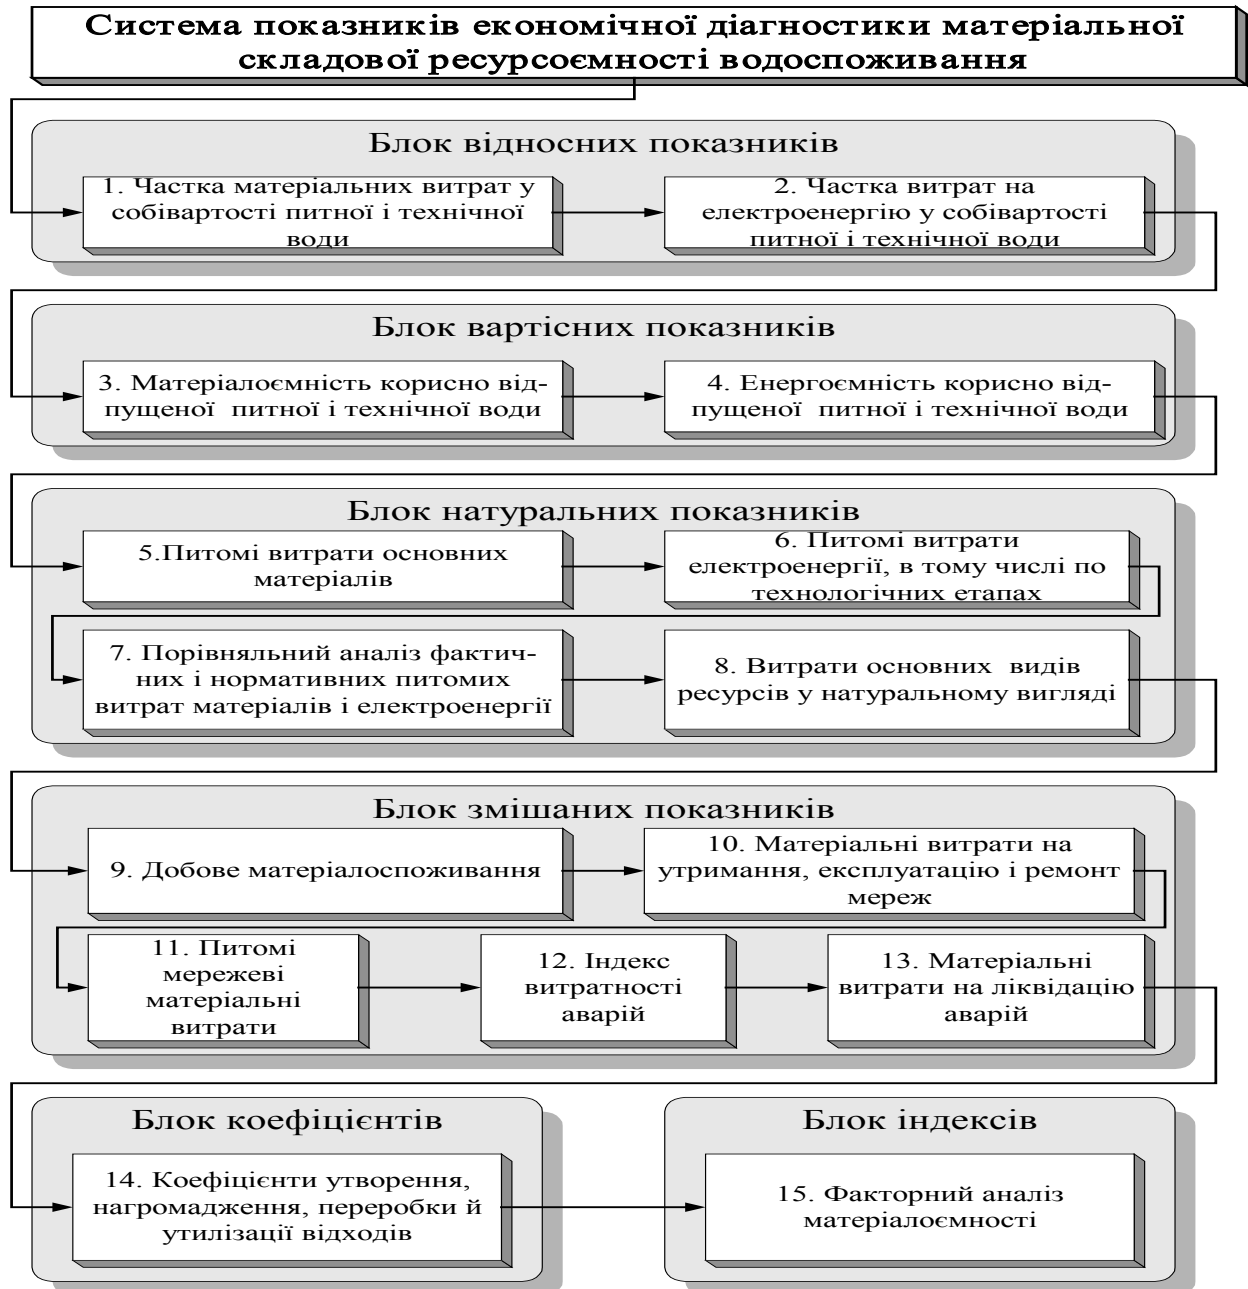 Система показників економічної діагностики матеріальної
складової ресурсоємності водоспоживання
Блок відносних показників
1. Частка матеріальних витрат у
собівартості питної і технічної
води
2. Частка витрат на
електроенергію у собівартості
питної і технічної води
Блок вартісних показників
3. Матеріалоємність корисно від-
пущеної питної і технічної води
4. Енергоємність корисно від-
пущеної питної і технічної води
Блок натуральних показників
5.Питомі витрати основних
матеріалів
6. Питомі витрати
електроенергії, в тому числі по
технологічних етапах
7. Порівняльний аналіз фактич-
них і нормативних питомих
витрат матеріалів і електроенергії
8. Витрати основних видів
ресурсів у натуральному вигляді
Блок змішаних показників
9. Добове матеріалоспоживання
10. Матеріальні витрати на
утримання, експлуатацію і ремонт
мереж
11. Питомі
мережеві
матеріальні
витрати
12. Індекс
витратності
аварій
13. Матеріальні
витрати на ліквідацію
аварій
Блок коефіцієнтів
14. Коефіцієнти утворення,
нагромадження, переробки й
утилізації відходів
Блок індексів
15. Факторний аналіз
матеріалоємності